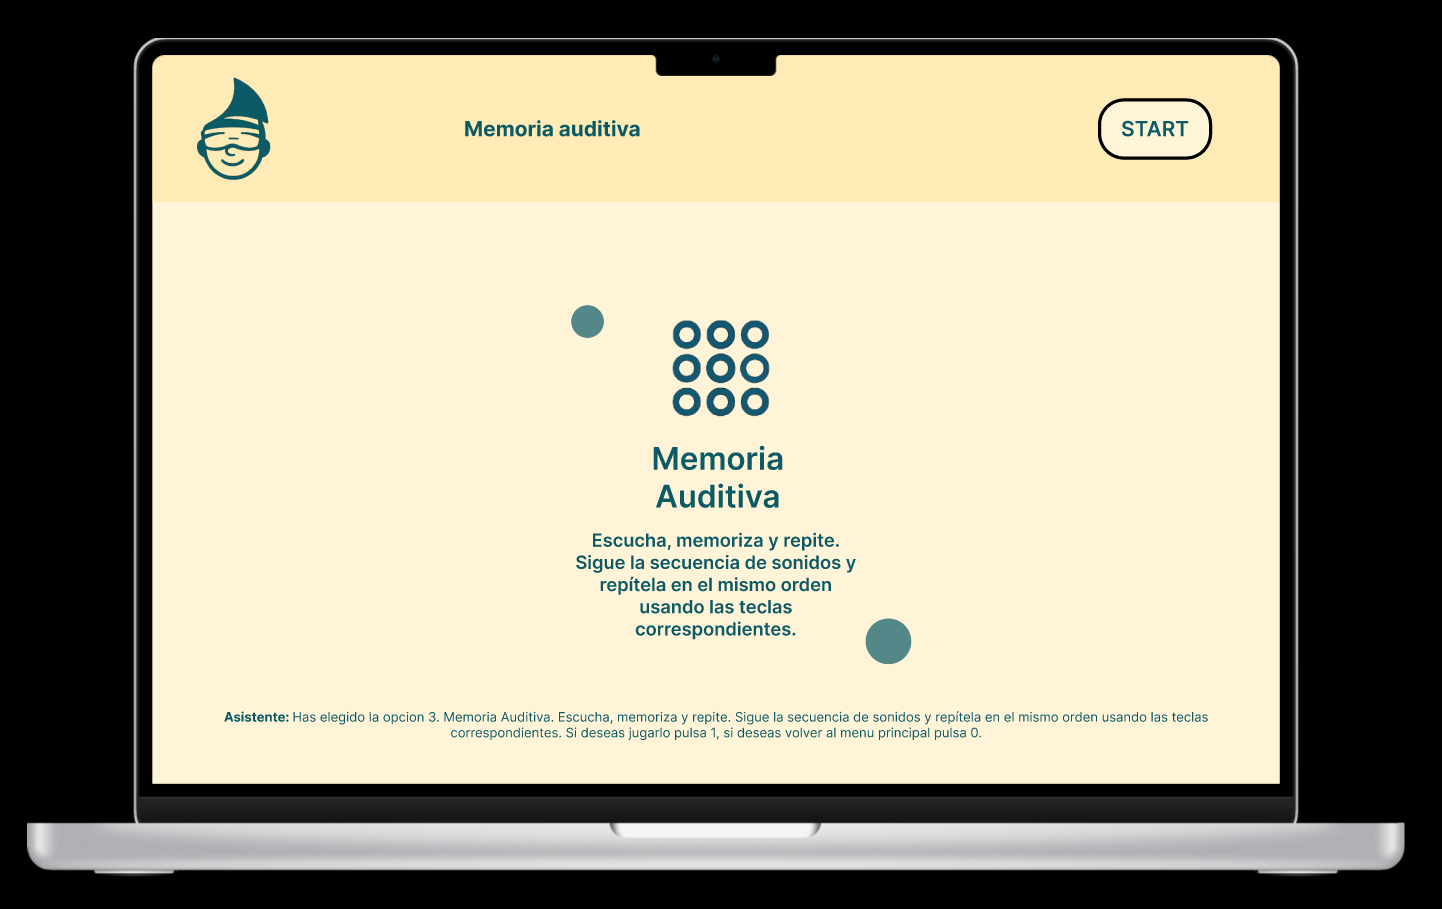 Memoria auditiva
START
Memoria
Auditiva
Escucha, memoriza y repite.
Sigue la secuencia de sonidos y
repítela en el mismo orden
usando las teclas
correspondientes.
Asistente: Has elegido la opcion 3. Memoria Auditiva. Escucha, memoriza y repite. Sigue la secuencia de sonidos y repítela en el mismo orden usando las teclas
correspondientes. Si deseas jugarlo pulsa 1, si deseas volver al menu principal pulsa 0.